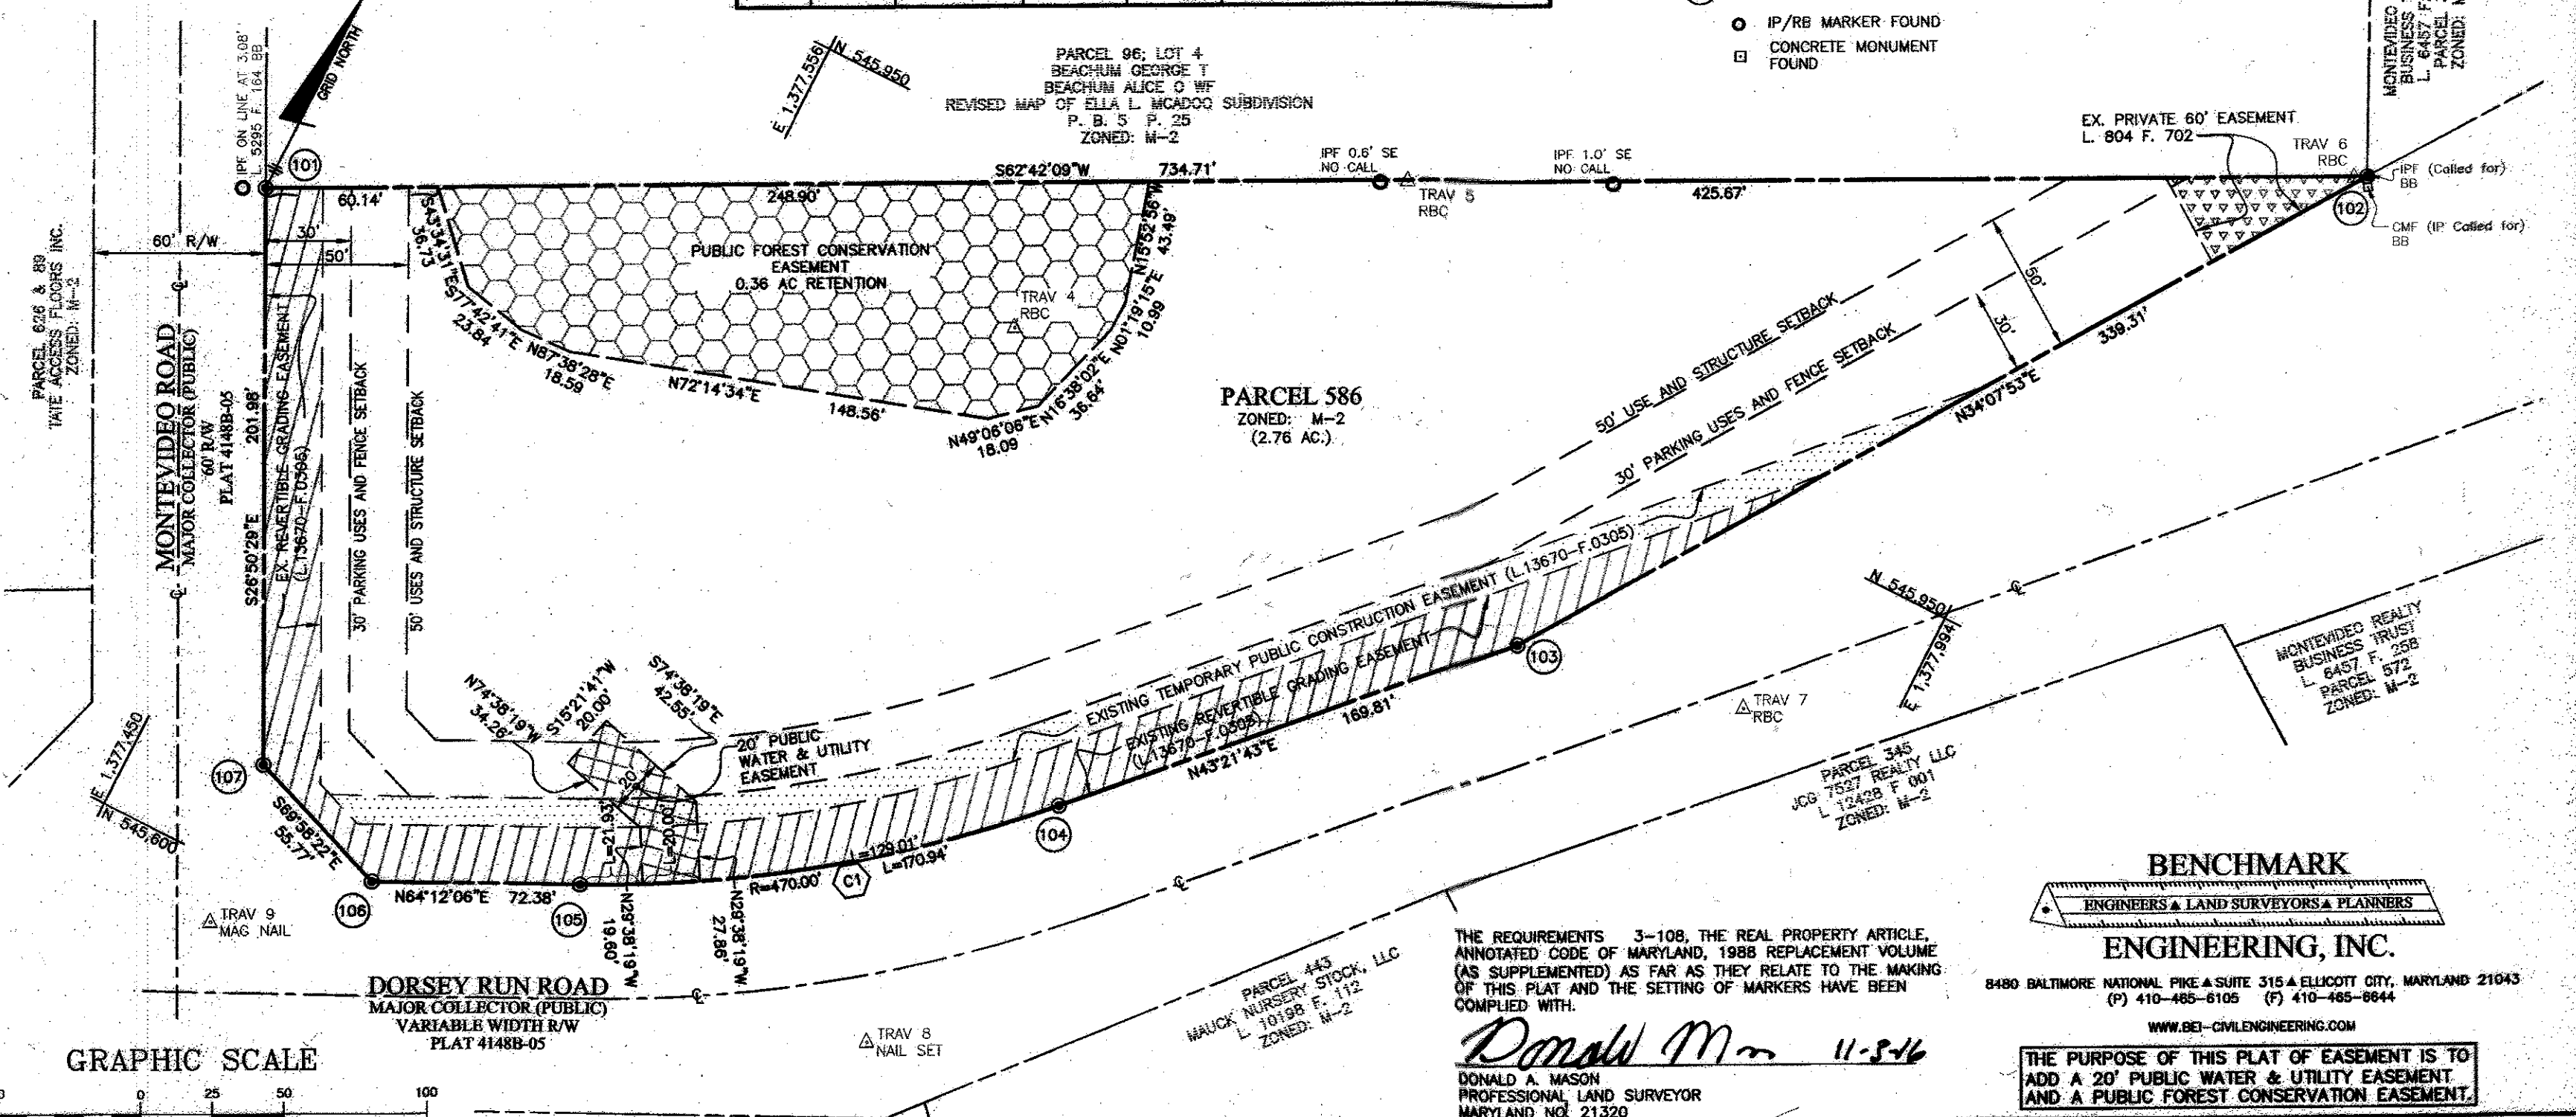 IP/RB MARKER FOUND
CONCRETE MONUMENT
FOUND
MONTEVIDEO
BUSINESS
L. 6457 F.
PARCEL
ZONED:
GRID NORTH
IPF ON LINE AT 3.08'
L. 5295 F. 1164 BB
E 1,377,556
N 545,950
PARCEL 96; LOT 4
BEACHUM GEORGE T
BEACHUM ALICE O WF
REVISED MAP OF ELLA L. MCADOO SUBDIVISION
P. B. 5 P. 25
ZONED: M-2
EX. PRIVATE 60' EASEMENT
L. 804 F. 702
TRAV 6
RBC
IPF (Called for)
BB
102
CMF (IP Called for)
BB
101
S62°42'09"W 734.71'
IPF 0.6' SE
NO CALL
TRAV 5
RBC
IPF 1.0' SE
NO CALL
425.67'
60.14'
248.90'
30'
50'
60' R/W
PARCEL 626 & 89
TATE ACCESS FLOORS INC.
ZONED: M-2
MONTEVIDEO ROAD
MAJOR COLLECTOR (PUBLIC)
60' R/W
PLAT 4148B-05
S26°50'29"E 201.98'
EX. REVERTIBLE GRADING EASEMENT
(L.13670-F.0305)
30' PARKING USES AND FENCE SETBACK
50' USES AND STRUCTURE SETBACK
S43°34'31"E
36.73
S77°42'41"E
23.84
N87°38'28"E
18.59
N72°14'34"E
148.56'
N49°06'06"E
18.09
N16°38'02"E
36.64'
N01°19'15"E
10.99
N15°52'56"W
43.49'
PUBLIC FOREST CONSERVATION
EASEMENT
0.36 AC RETENTION
TRAV 4
RBC
PARCEL 586
ZONED: M-2
(2.76 AC.)
50' USE AND STRUCTURE SETBACK
30' PARKING USES AND FENCE SETBACK
50'
30'
339.31'
N34°07'53"E
EXISTING TEMPORARY PUBLIC CONSTRUCTION EASEMENT (L.13670-F.0305)
EXISTING REVERTIBLE GRADING EASEMENT
(L.13670-F.0305)
103
169.81'
N43°21'43"E
104
N 545,950
E 1,377,994
MONTEVIDEO REALTY
BUSINESS TRUST
L. 6457 F. 258
PARCEL 572
ZONED: M-2
TRAV 7
RBC
PARCEL 345
JCG 7527 REALTY LLC
L 12428 F 001
ZONED: M-2
N74°38'19"W
34.26'
S15°21'41"W
20.00'
S74°38'19"E
42.55'
20' PUBLIC
WATER & UTILITY
EASEMENT
20'
L=21.93'
L=20.00'
L=129.01'
L=170.94'
R=470.00'
C1
107
E 1,377,450
N 545,600
S69°58'22"E
55.77'
106
N64°12'06"E 72.38'
105
N29°38'19"W
19.60'
N29°38'19"W
27.86'
TRAV 9
MAG NAIL
DORSEY RUN ROAD
MAJOR COLLECTOR (PUBLIC)
VARIABLE WIDTH R/W
PLAT 4148B-05
TRAV 8
NAIL SET
PARCEL 443
MAUCK NURSERY STOCK, LLC
L. 10198 F. 112
ZONED: M-2
GRAPHIC SCALE
0 25 50 100
THE REQUIREMENTS 3-108, THE REAL PROPERTY ARTICLE,
ANNOTATED CODE OF MARYLAND, 1988 REPLACEMENT VOLUME
(AS SUPPLEMENTED) AS FAR AS THEY RELATE TO THE MAKING
OF THIS PLAT AND THE SETTING OF MARKERS HAVE BEEN
COMPLIED WITH.
11-3-16
DONALD A. MASON
PROFESSIONAL LAND SURVEYOR
MARYLAND NO. 21320
BENCHMARK
ENGINEERS▲LAND SURVEYORS▲PLANNERS
ENGINEERING, INC.
8480 BALTIMORE NATIONAL PIKE▲SUITE 315▲ELLICOTT CITY, MARYLAND 21043
(P) 410-465-6105 (F) 410-465-6644
WWW.BEI-CIVILENGINEERING.COM
THE PURPOSE OF THIS PLAT OF EASEMENT IS TO
ADD A 20' PUBLIC WATER & UTILITY EASEMENT
AND A PUBLIC FOREST CONSERVATION EASEMENT.